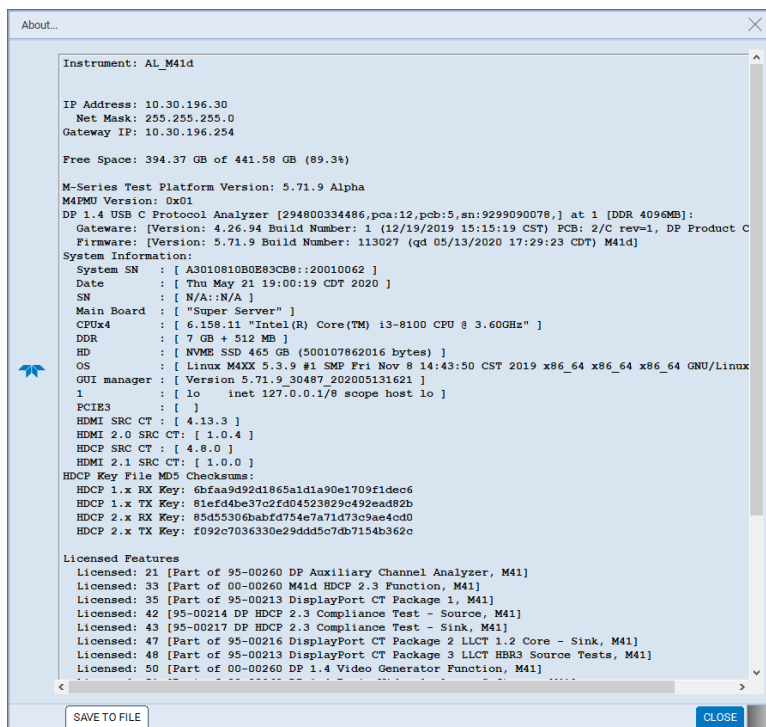 About...
Instrument: AL_M41d
IP Address: 10.30.196.30
Net Mask: 255.255.255.0
Gateway IP: 10.30.196.254
Free Space: 394.37 GB of 441.58 GB (89.3%)
M-Series Test Platform Version: 5.71.9 Alpha
M4PMU Version: 0x01
DP 1.4 USB C Protocol Analyzer [294800334486,pca:12,pcb:5,sn:9299090078,] at 1 [DDR 4096MB]:
Gateware: [Version: 4.26.94 Build Number: 1 (12/19/2019 15:15:19 CST) PCB: 2/C rev=1, DP Product C
Firmware: [Version: 5.71.9 Build Number: 113027 (qd 05/13/2020 17:29:23 CDT) M41d]
System Information:
System SN : [ A3010810B0E83CB8::20010062 ]
Date : [ Thu May 21 19:00:19 CDT 2020 ]
SN : [ N/A::N/A ]
Main Board : [ "Super Server" ]
CPUx4 : [ 6.158.11 "Intel(R) Core(TM) i3-8100 CPU @ 3.60GHz" ]
DDR : [ 7 GB + 512 MB ]
HD : [ NVME SSD 465 GB (500107862016 bytes) ]
OS : [ Linux M4XX 5.3.9 #1 SMP Fri Nov 8 14:43:50 CST 2019 x86_64 x86_64 x86_64 GNU/Linux
GUI manager : [ Version 5.71.9_30487_202005131621 ]
1 : [ lo inet 127.0.0.1/8 scope host lo ]
PCIE3 : [ ]
HDMI SRC CT : [ 4.13.3 ]
HDMI 2.0 SRC CT: [ 1.0.4 ]
HDCP SRC CT : [ 4.8.0 ]
HDMI 2.1 SRC CT: [ 1.0.0 ]
HDCP Key File MD5 Checksums:
HDCP 1.x RX Key: 6bfaa9d92d1865a1d1a90e1709f1dec6
HDCP 1.x TX Key: 81efd4be37c2fd04523829c492ead82b
HDCP 2.x RX Key: 85d55306babfd754e7a71d73c9ae4cd0
HDCP 2.x TX Key: f092c7036330e29ddd5c7db7154b362c
Licensed Features
Licensed: 21 [Part of 95-00260 DP Auxiliary Channel Analyzer, M41]
Licensed: 33 [Part of 00-00260 M41d HDCP 2.3 Function, M41]
Licensed: 35 [Part of 95-00213 DisplayPort CT Package 1, M41]
Licensed: 42 [95-00214 DP HDCP 2.3 Compliance Test - Source, M41]
Licensed: 43 [95-00217 DP HDCP 2.3 Compliance Test - Sink, M41]
Licensed: 47 [Part of 95-00216 DisplayPort CT Package 2 LLCT 1.2 Core - Sink, M41]
Licensed: 48 [Part of 95-00213 DisplayPort CT Package 3 LLCT HBR3 Source Tests, M41]
Licensed: 50 [Part of 00-00260 DP 1.4 Video Generator Function, M41]
SAVE TO FILE
CLOSE